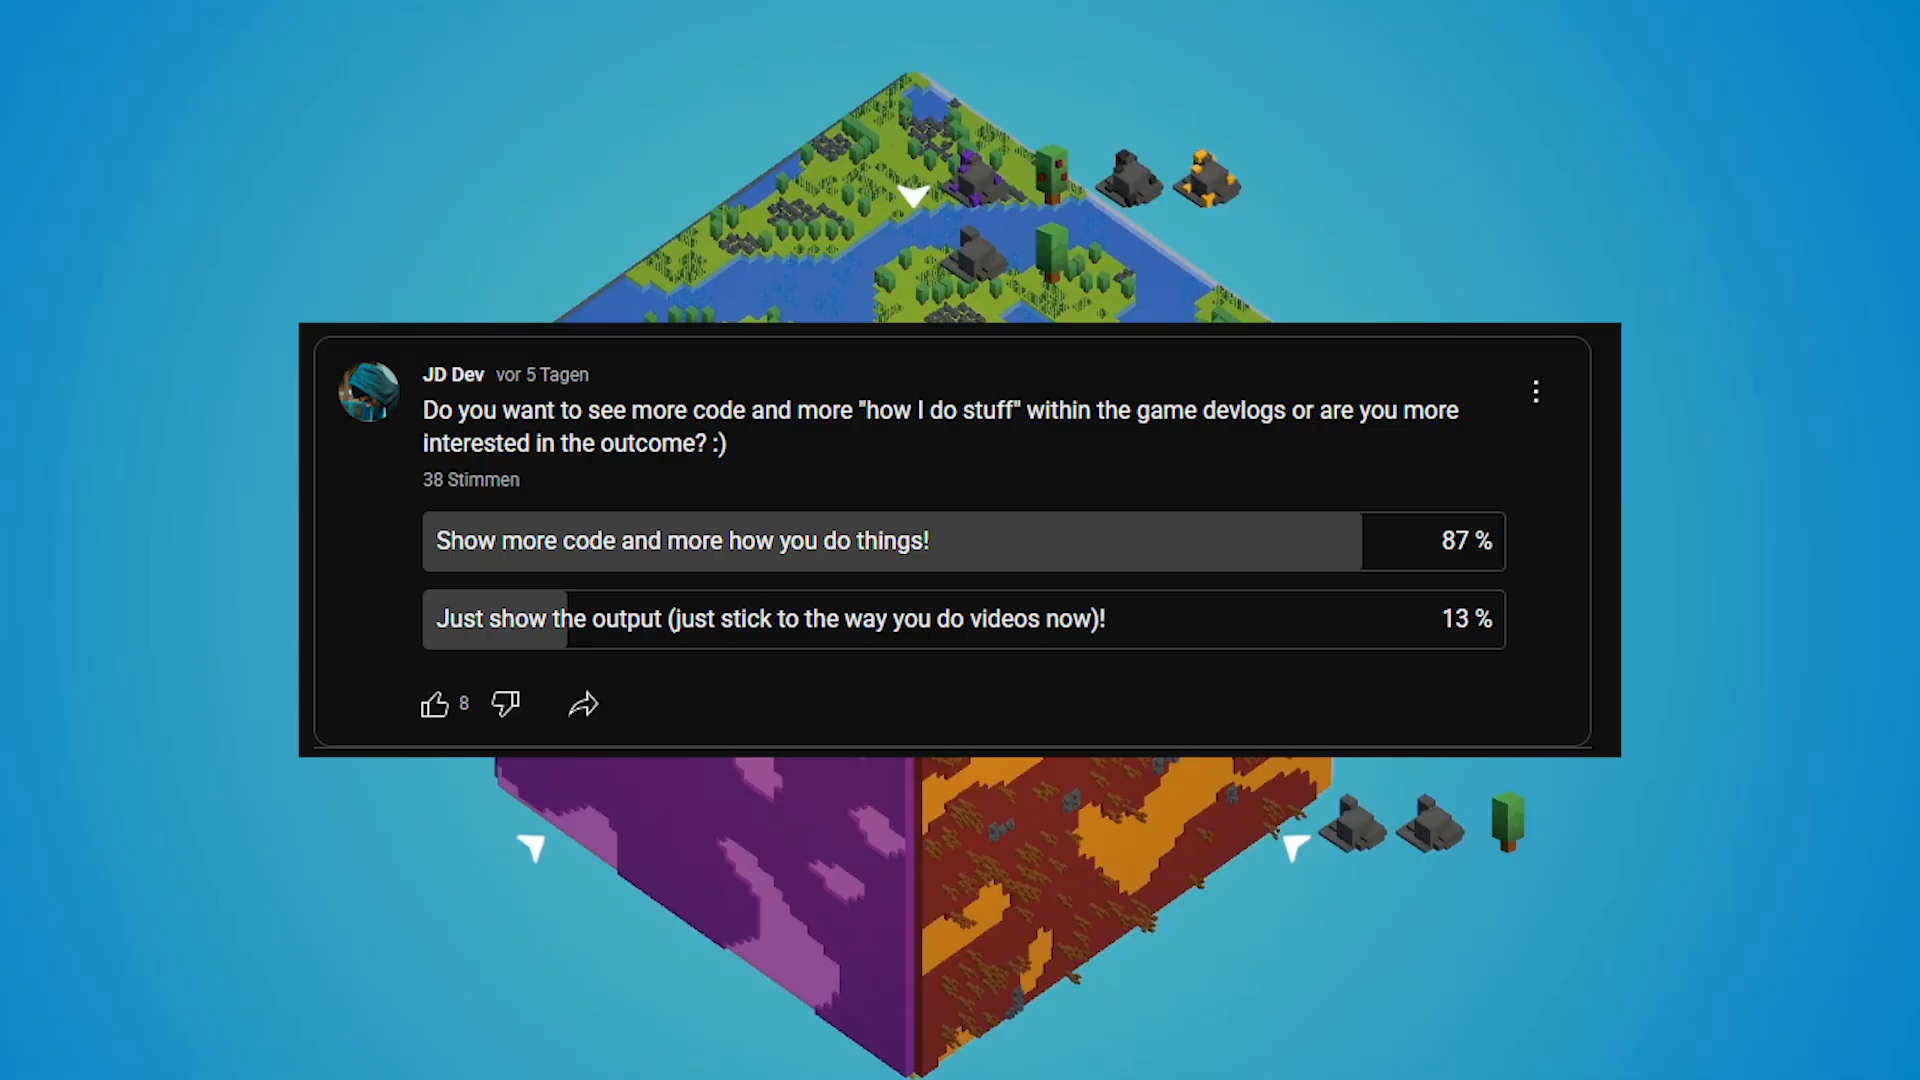 JD Dev vor 5 Tagen
Do you want to see more code and more "how I do stuff" within the game devlogs or are you more
interested in the outcome? :)
38 Stimmen
Show more code and more how you do things! 87 %
Just show the output (just stick to the way you do videos now)! 13 %
8